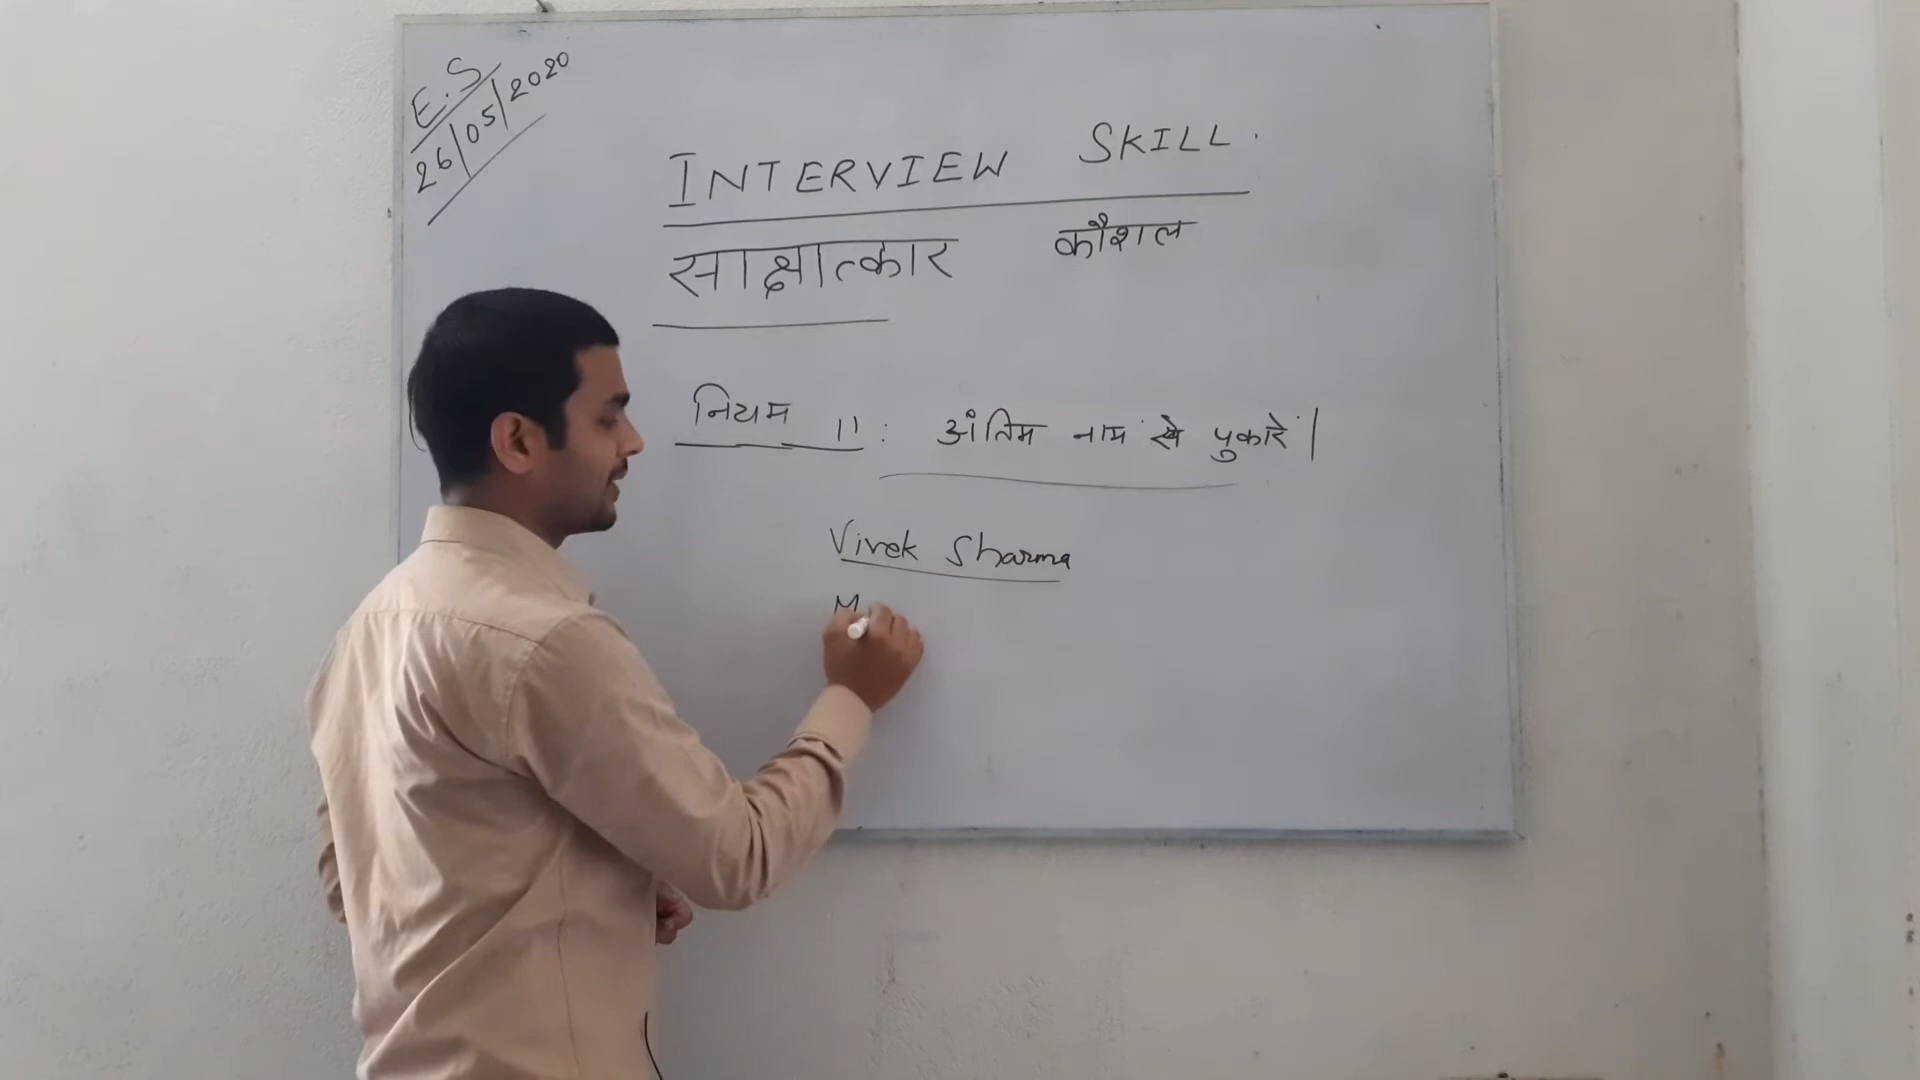 E.S
26/05/2020
INTERVIEW SKILL.
साक्षात्कार कौशल
नियम 11: अंतिम नाम से पुकारें|
Vivek Sharma
M